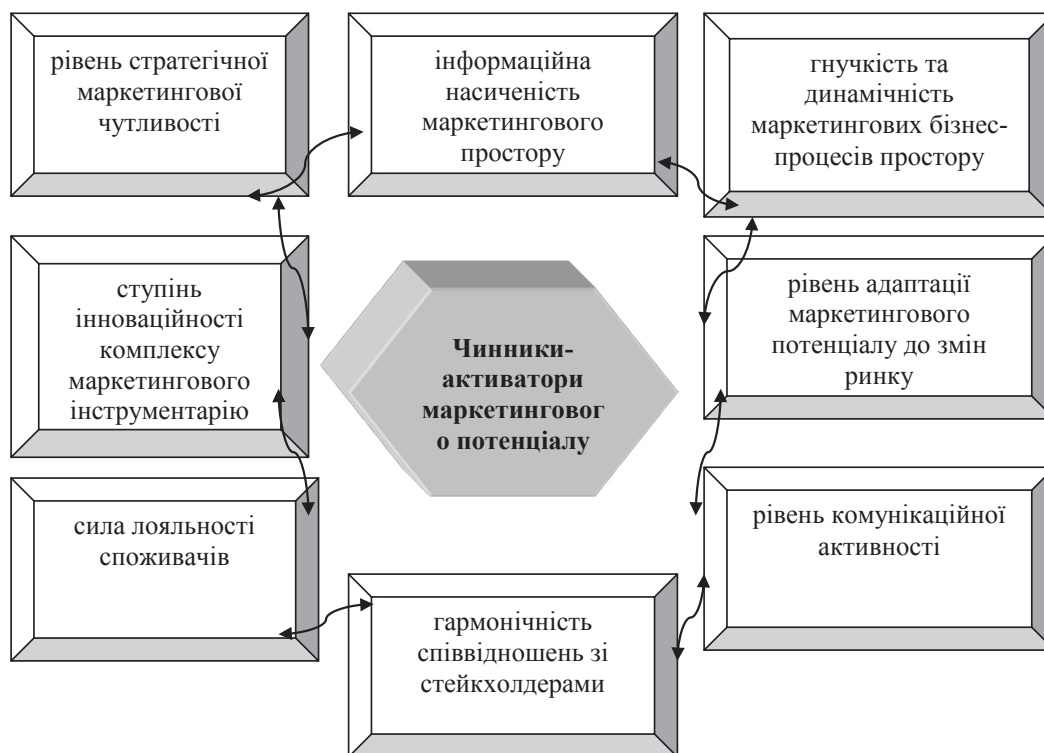 рівень стратегічної
маркетингової
чутливості
інформаційна
насиченість
маркетингового
простору
гнучкість та
динамічність
маркетингових бізнес-
процесів простору
ступінь
інноваційності
комплексу
маркетингового
інструментарію
Чинники-
активатори
маркетинговог
о потенціалу
рівень адаптації
маркетингового
потенціалу до змін
ринку
сила лояльності
споживачів
гармонічність
співвідношень зі
стейкхолдерами
рівень комунікаційної
активності